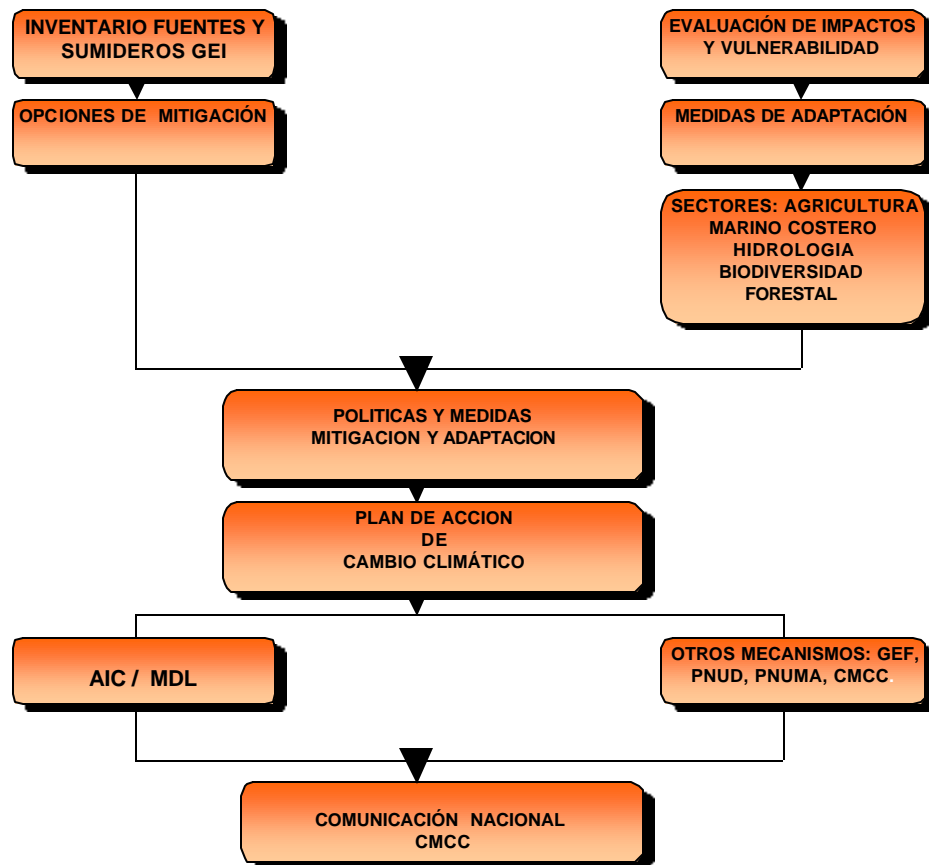 INVENTARIO FUENTES Y
SUMIDEROS GEI
EVALUACIÓN DE IMPACTOS
Y VULNERABILIDAD
OPCIONES DE MITIGACIÓN
MEDIDAS DE ADAPTACIÓN
SECTORES: AGRICULTURA
MARINO COSTERO
HIDROLOGIA
BIODIVERSIDAD
FORESTAL
POLITICAS Y MEDIDAS
MITIGACION Y ADAPTACION
PLAN DE ACCION
DE
CAMBIO CLIMÁTICO
AIC / MDL
OTROS MECANISMOS: GEF,
PNUD, PNUMA, CMCC.
COMUNICACIÓN NACIONAL
CMCC